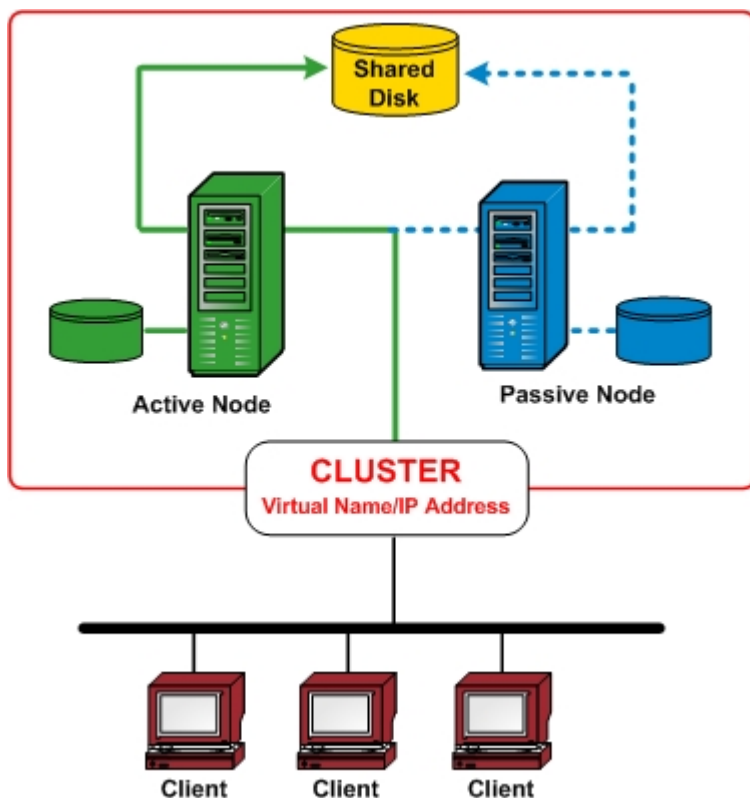 Shared
Disk
Active Node
Passive Node
CLUSTER
Virtual Name/IP Address
Client
Client
Client